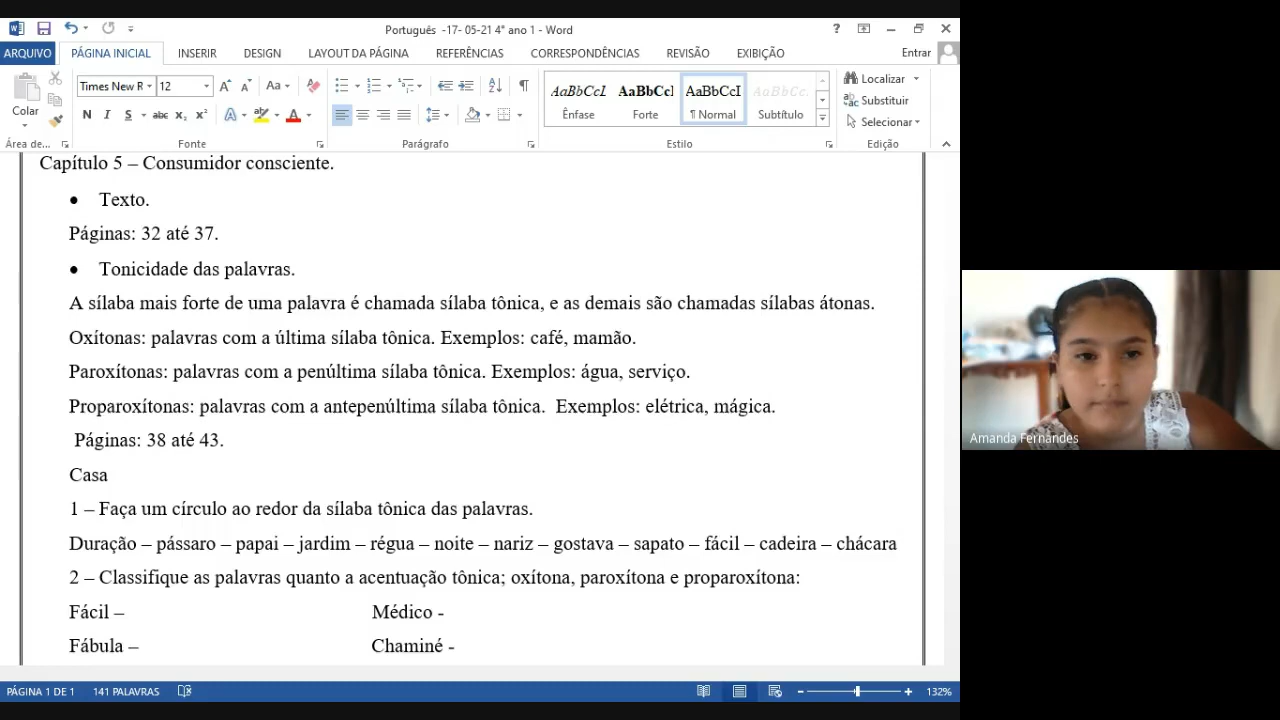 Português -17- 05-21 4° ano 1 - Word
ARQUIVO PÁGINA INICIAL INSERIR DESIGN LAYOUT DA PÁGINA REFERÊNCIAS CORRESPONDÊNCIAS REVISÃO EXIBIÇÃO Entrar
Times New R 12
Colar
N I S abc x₂ x² A A
AaBbCcI AaBbCcI AaBbCcI AaBbCc.
Ênfase Forte ¶ Normal Subtítulo
Localizar
Substituir
Selecionar
Área de... Fonte Parágrafo Estilo Edição
Capítulo 5 – Consumidor consciente.
• Texto.
Páginas: 32 até 37.
• Tonicidade das palavras.
A sílaba mais forte de uma palavra é chamada sílaba tônica, e as demais são chamadas sílabas átonas.
Oxítonas: palavras com a última sílaba tônica. Exemplos: café, mamão.
Paroxítonas: palavras com a penúltima sílaba tônica. Exemplos: água, serviço.
Proparoxítonas: palavras com a antepenúltima sílaba tônica. Exemplos: elétrica, mágica.
Páginas: 38 até 43.
Casa
1 – Faça um círculo ao redor da sílaba tônica das palavras.
Duração – pássaro – papai – jardim – régua – noite – nariz – gostava – sapato – fácil – cadeira – chácara
2 – Classifique as palavras quanto a acentuação tônica; oxítona, paroxítona e proparoxítona:
Fácil – Médico -
Fábula – Chaminé -
PÁGINA 1 DE 1 141 PALAVRAS 132%
Amanda Fernandes